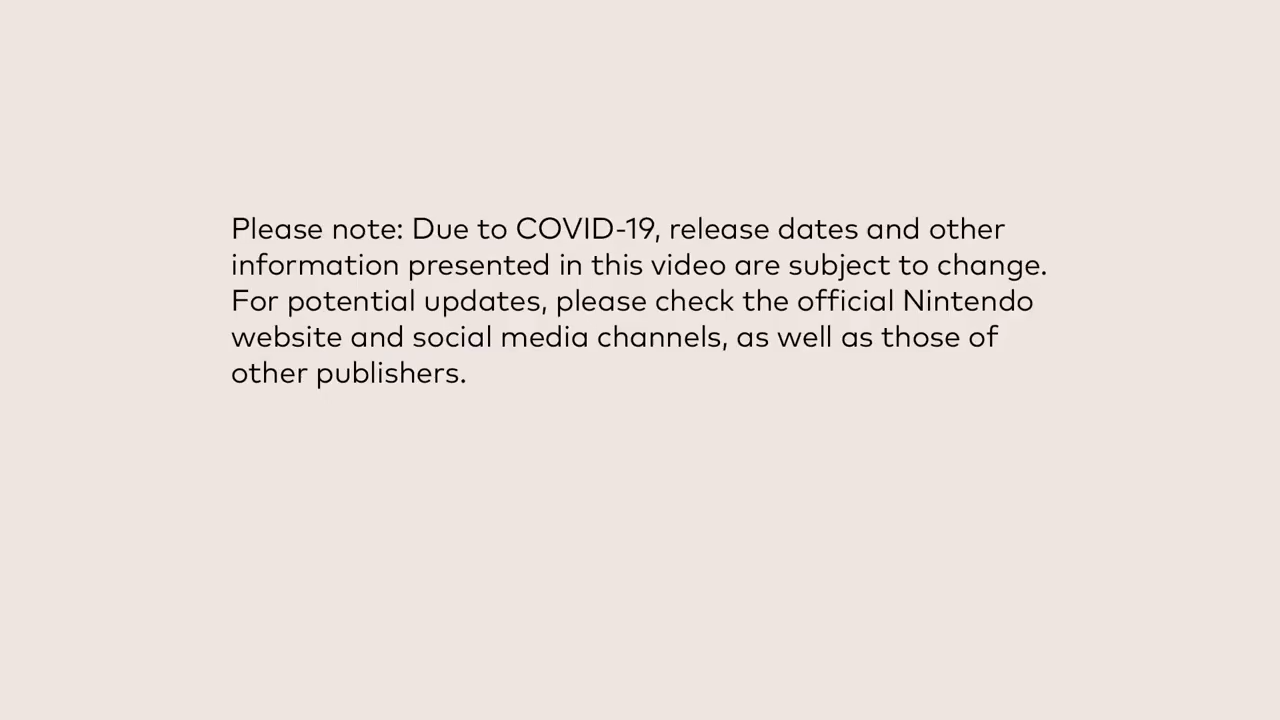 Please note: Due to COVID-19, release dates and other
information presented in this video are subject to change.
For potential updates, please check the official Nintendo
website and social media channels, as well as those of
other publishers.